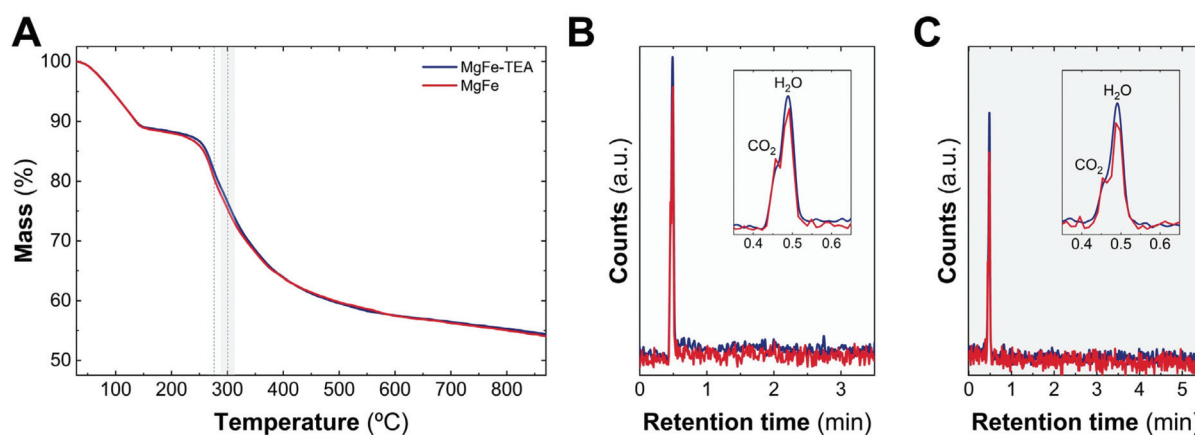 A
Mass (%)
100
90
80
70
60
50
MgFe-TEA
MgFe
100 200 300 400 500 600 700 800
Temperature (ºC)
B
Counts (a.u.)
H2O
CO2
0.4 0.5 0.6
0 1 2 3
Retention time (min)
C
Counts (a.u.)
H2O
CO2
0.4 0.5 0.6
0 1 2 3 4 5
Retention time (min)